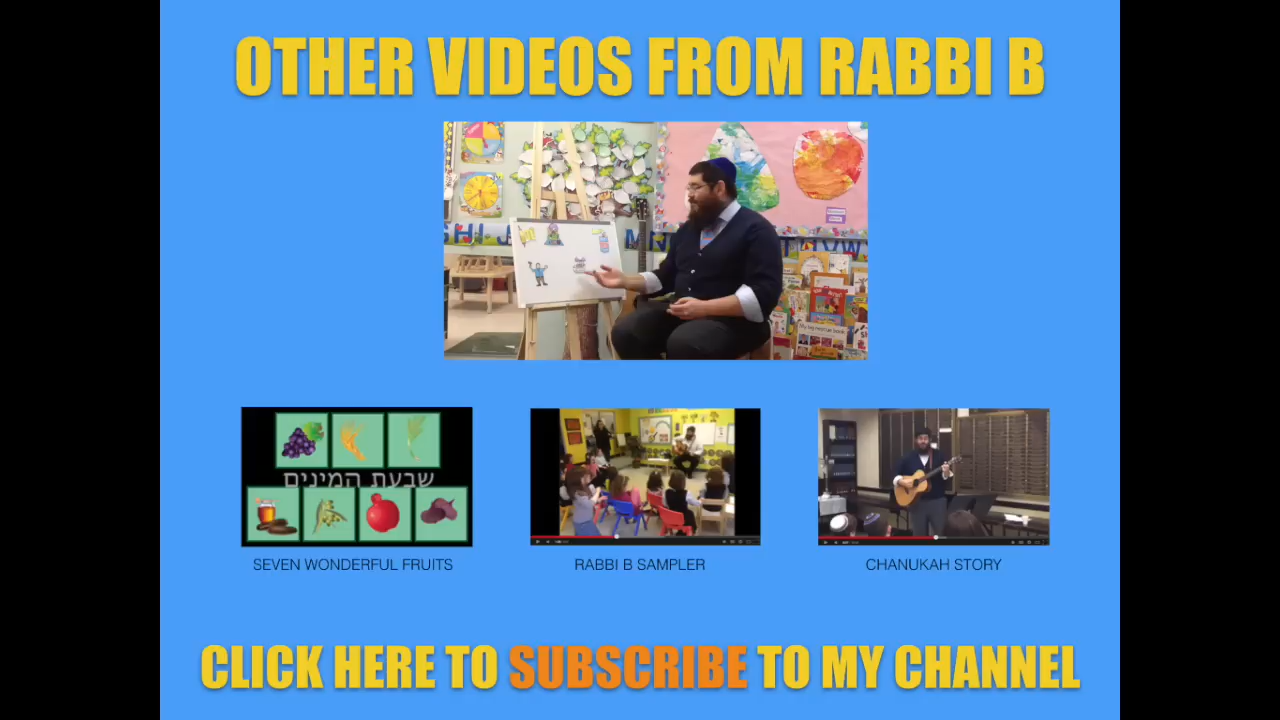 OTHER VIDEOS FROM RABBI B
שבעת המינים
SEVEN WONDERFUL FRUITS
RABBI B SAMPLER
CHANUKAH STORY
CLICK HERE TO SUBSCRIBE TO MY CHANNEL